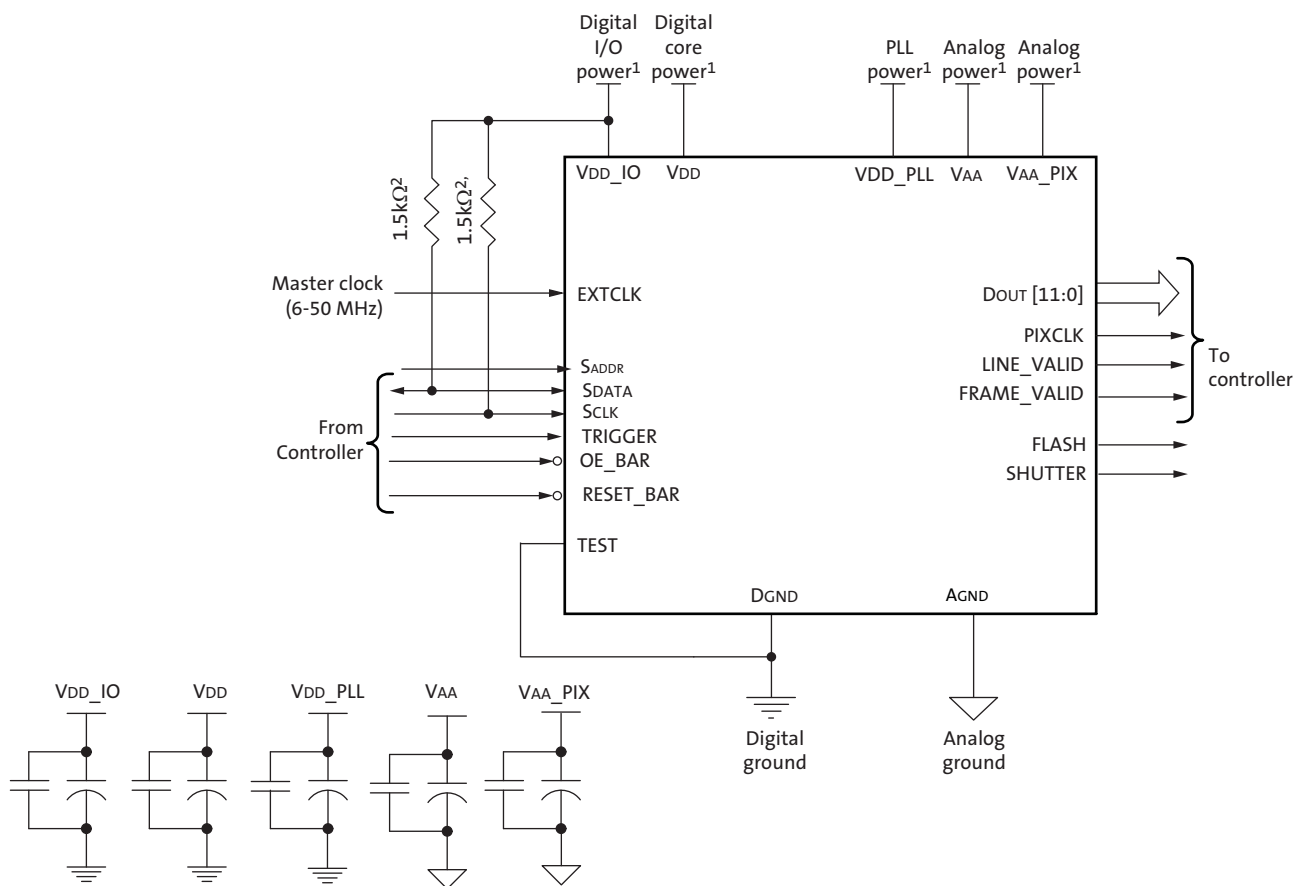 Digital I/O power¹
Digital core power¹
PLL power¹
Analog power¹
Analog power¹
VDD_IO
VDD
VDD_PLL
VAA
VAA_PIX
1.5kΩ²
1.5kΩ²,
Master clock
(6-50 MHz)
EXTCLK
SADDR
SDATA
SCLK
TRIGGER
OE_BAR
RESET_BAR
TEST
From
Controller
DOUT [11:0]
PIXCLK
LINE_VALID
FRAME_VALID
FLASH
SHUTTER
To
controller
DGND
AGND
Digital
ground
Analog
ground
VDD_IO
VDD
VDD_PLL
VAA
VAA_PIX